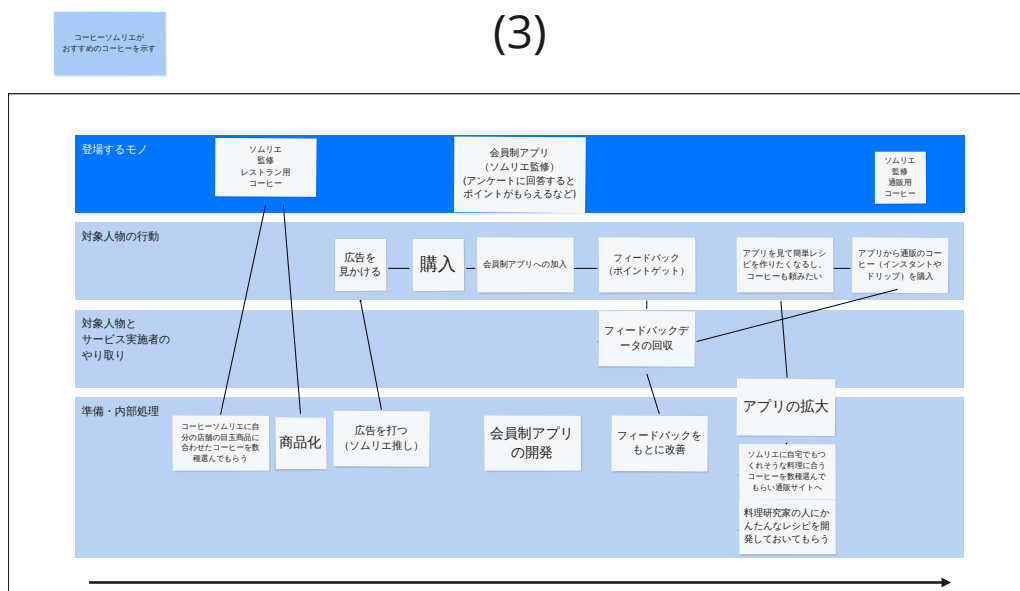 コーヒーソムリエが
おすすめのコーヒーを示す
(3)
登場するモノ
ソムリエ
監修
レストラン用
コーヒー
会員制アプリ
（ソムリエ監修）
(アンケートに回答すると
ポイントがもらえるなど)
ソムリエ
監修
通販用
コーヒー
対象人物の行動
広告を
見かける
購入
会員制アプリへの加入
フィードバック
（ポイントゲット）
アプリを見て簡単レシ
ピを作りたくなるし、
コーヒーも頼みたい
アプリから通販のコー
ヒー（インスタントや
ドリップ）を購入
対象人物と
サービス実施者の
やり取り
フィードバックデ
ータの回収
準備・内部処理
コーヒーソムリエに自
分の店舗の目玉商品に
合わせたコーヒーを数
種選んでもらう
商品化
広告を打つ
（ソムリエ推し）
会員制アプリ
の開発
フィードバックを
もとに改善
アプリの拡大
ソムリエに自宅でもつ
くれそうな料理に合う
コーヒーを数種選んで
もらい通販サイトへ
料理研究家の人にか
んたんなレシピを開
発しておいてもらう